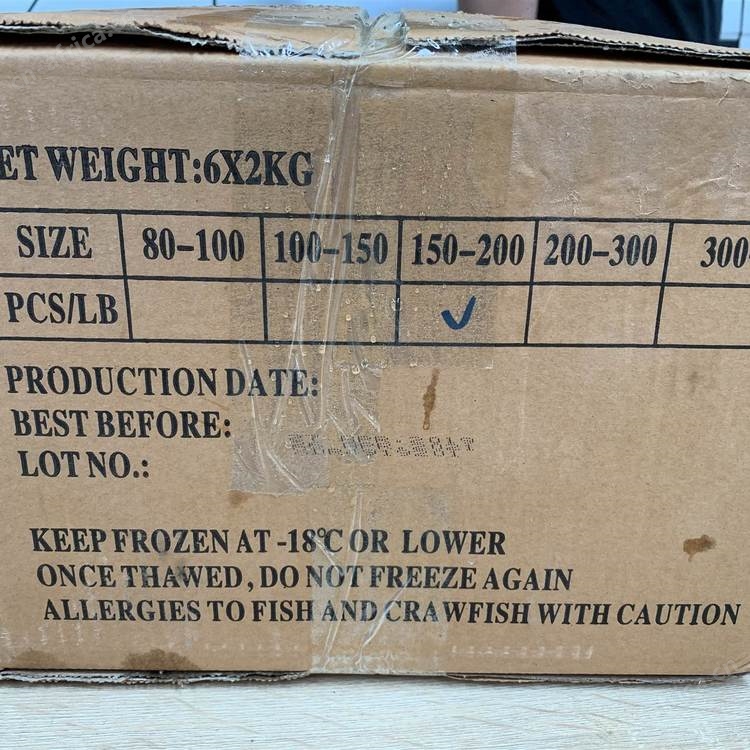 ET WEIGHT:6X2KG
SIZE 80-100 100-150 150-200 200-300 300-
PCS/LB ✓
PRODUCTION DATE:
BEST BEFORE:
LOT NO.:
KEEP FROZEN AT -18℃ OR LOWER
ONCE THAWED, DO NOT FREEZE AGAIN
ALLERGIES TO FISH AND CRAWFISH WITH CAUTION